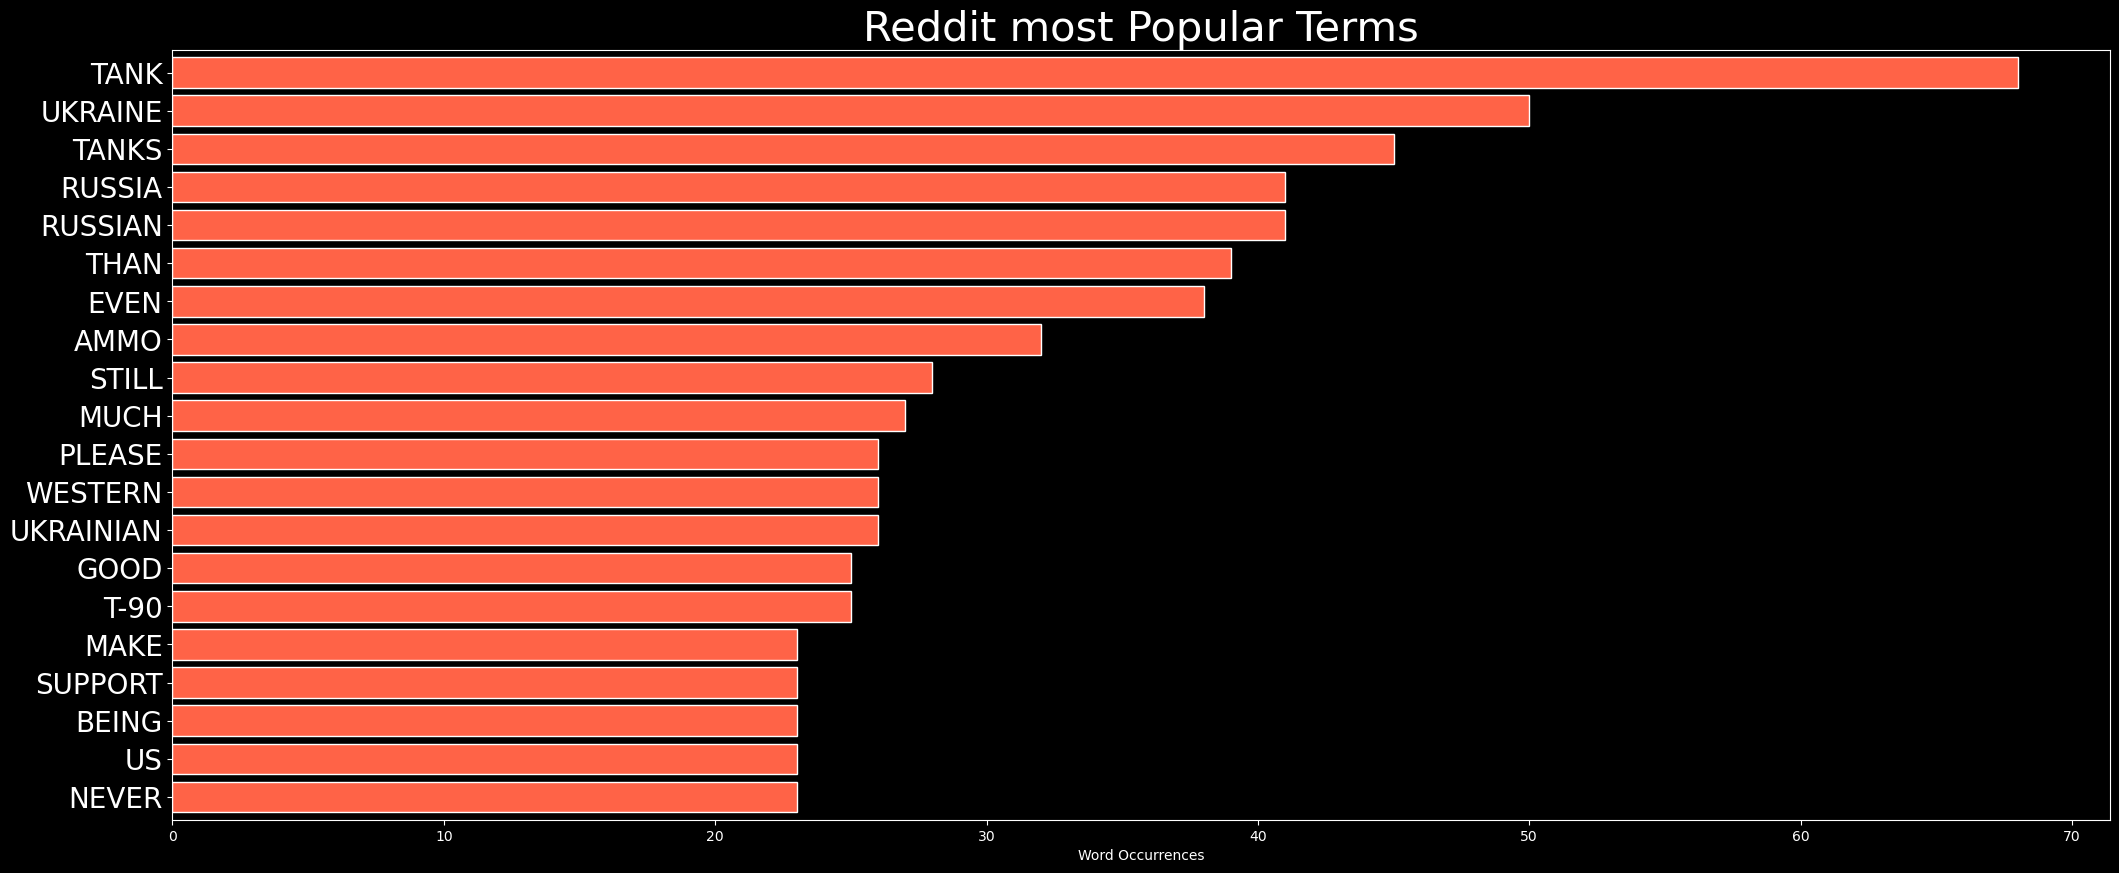 Reddit most Popular Terms
TANK
UKRAINE
TANKS
RUSSIA
RUSSIAN
THAN
EVEN
AMMO
STILL
MUCH
PLEASE
WESTERN
UKRAINIAN
GOOD
T-90
MAKE
SUPPORT
BEING
US
NEVER
0 10 20 30 40 50 60 70
Word Occurrences